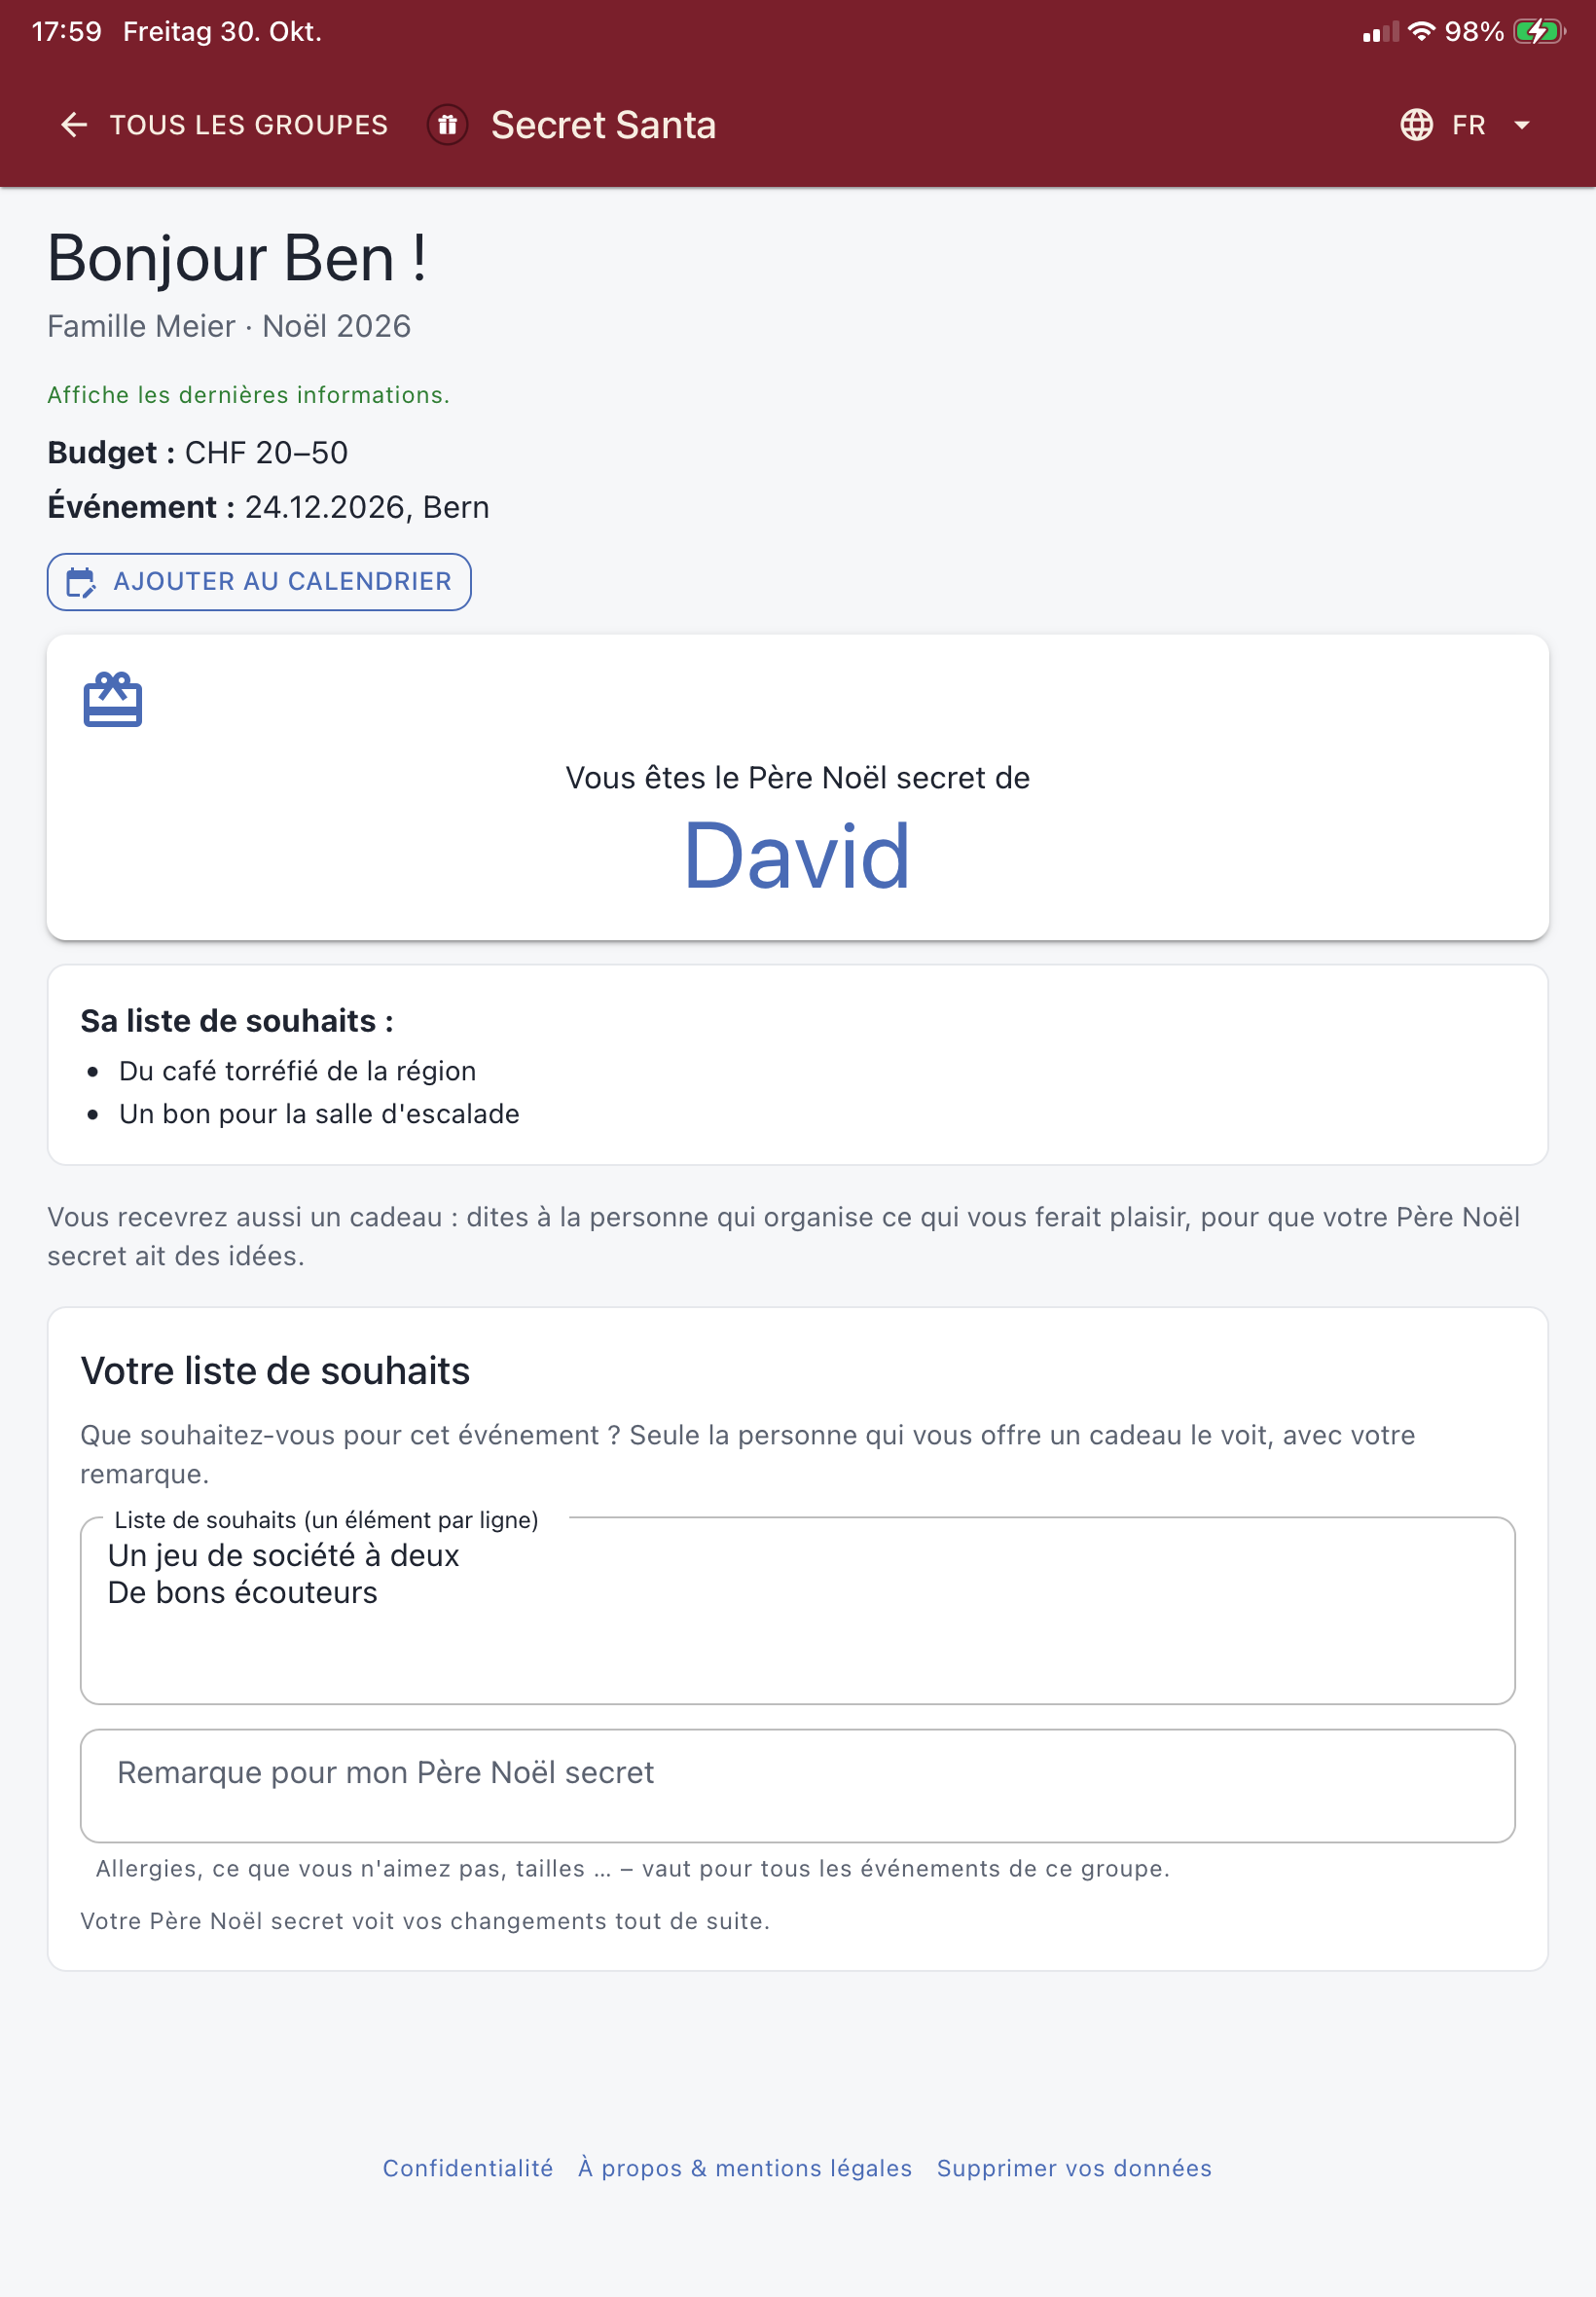 17:59 Freitag 30. Okt.
98%
TOUS LES GROUPES
Secret Santa
FR
Bonjour Ben !
Famille Meier · Noël 2026
Affiche les dernières informations.
Budget : CHF 20–50
Événement : 24.12.2026, Bern
AJOUTER AU CALENDRIER
Vous êtes le Père Noël secret de
David
Sa liste de souhaits :
• Du café torréfié de la région
• Un bon pour la salle d'escalade
Vous recevrez aussi un cadeau : dites à la personne qui organise ce qui vous ferait plaisir, pour que votre Père Noël
secret ait des idées.
Votre liste de souhaits
Que souhaitez-vous pour cet événement ? Seule la personne qui vous offre un cadeau le voit, avec votre
remarque.
Liste de souhaits (un élément par ligne)
Un jeu de société à deux
De bons écouteurs
Remarque pour mon Père Noël secret
Allergies, ce que vous n'aimez pas, tailles … – vaut pour tous les événements de ce groupe.
Votre Père Noël secret voit vos changements tout de suite.
Confidentialité À propos & mentions légales Supprimer vos données